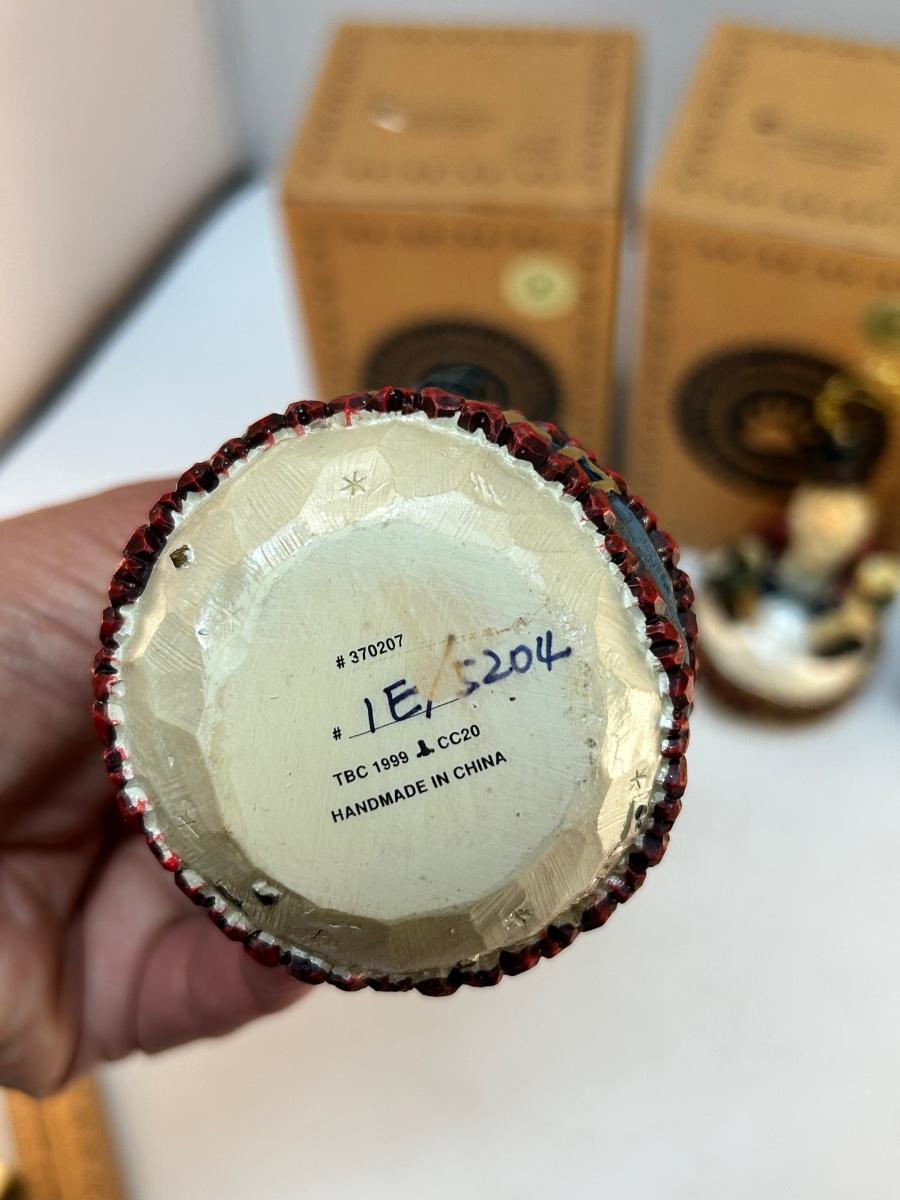 # 370207
# 1E/5204
TBC 1999 CC20
HANDMADE IN CHINA